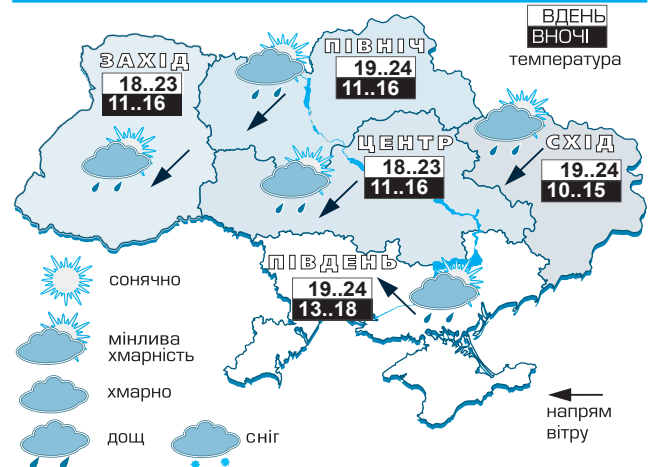 ВДЕНЬ
ВНОЧІ
температура
ПІВНІЧ
19..24
11..16
ЗАХІД
18..23
11..16
ЦЕНТР
18..23
11..16
СХІД
19..24
10..15
ПІВДЕНЬ
19..24
13..18
сонячно
мінлива
хмарність
хмарно
дощ
сніг
напрям
вітру